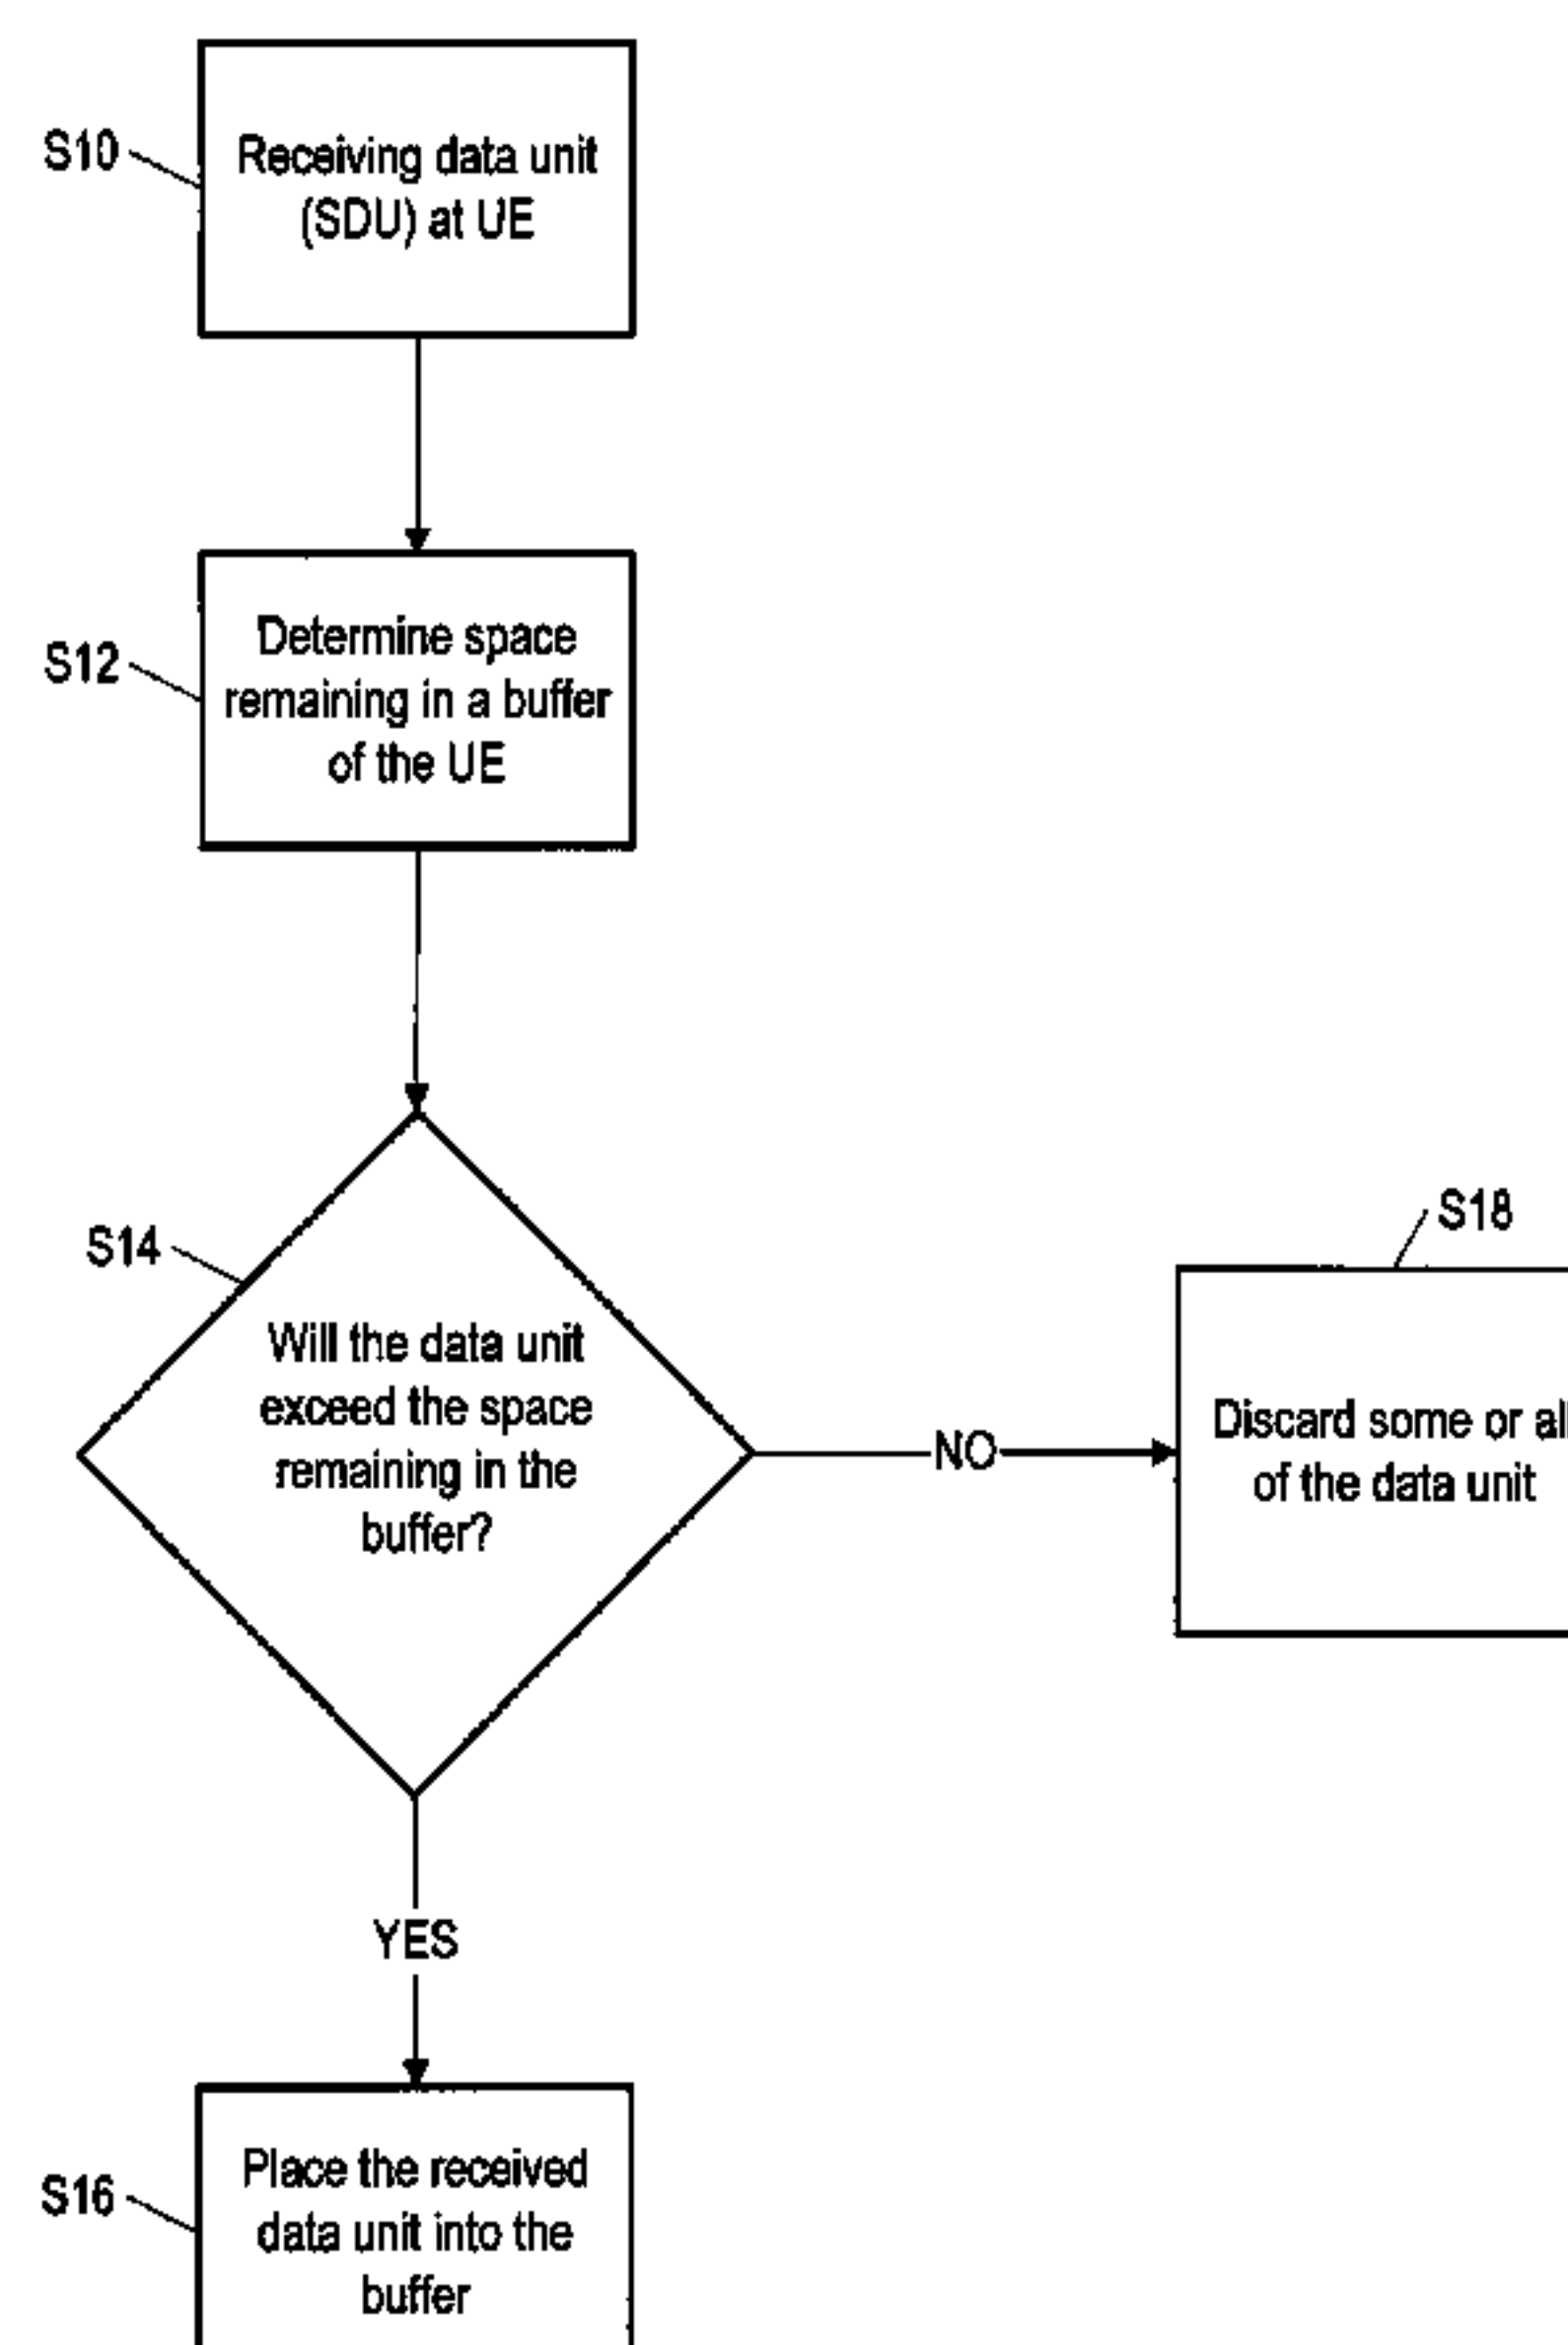 S10
Receiving data unit
(SDU) at UE
S12
Determine space
remaining in a buffer
of the UE
S14
Will the data unit
exceed the space
remaining in the
buffer?
NO
S18
Discard some or all
of the data unit
YES
S16
Place the received
data unit into the
buffer